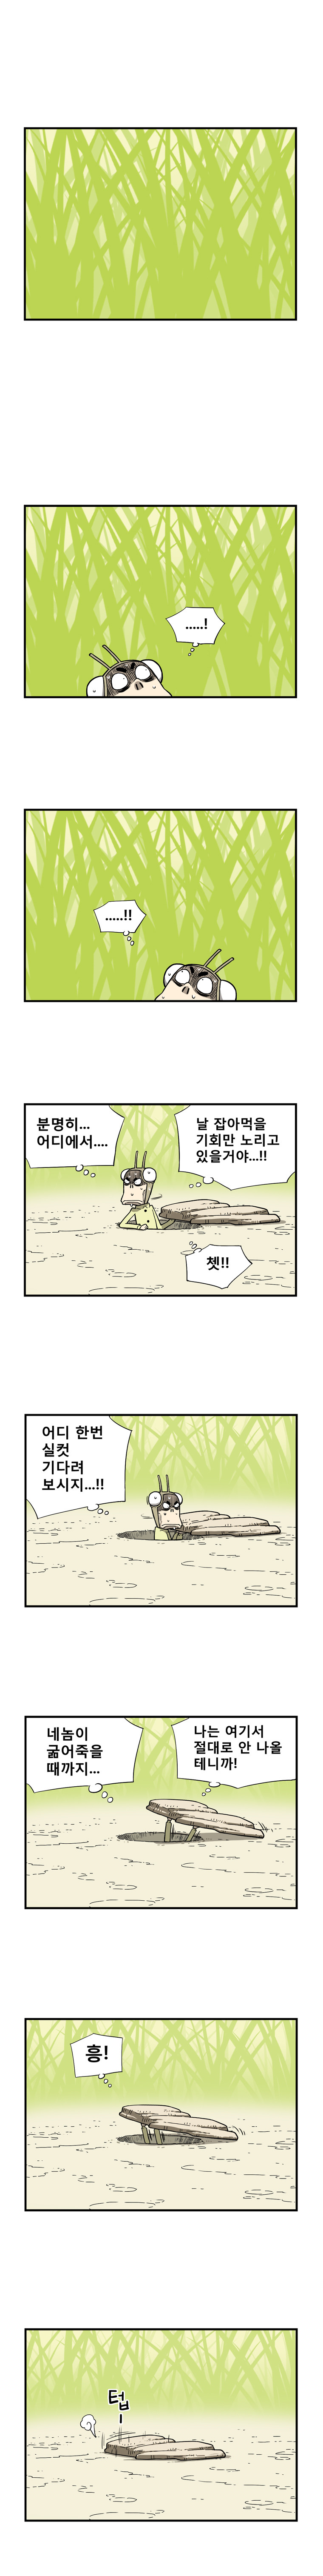 .....!
.....!!
분명히...
어디에서....
날 잡아먹을
기회만 노리고
있을거야...!!
쳇!!
어디 한번
실컷
기다려
보시지...!!
네놈이
굶어죽을
때까지...
나는 여기서
절대로 안 나올
테니까!
흥!
텁